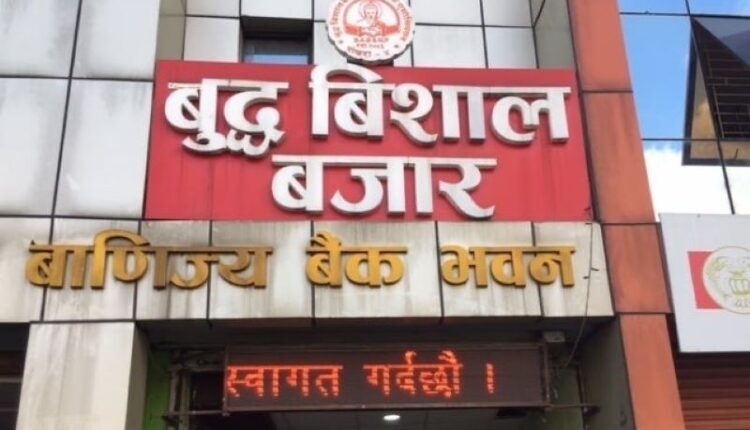 बुद्ध बिशाल
बजार
बाणिज्य बैंक भवन
स्वागत गर्दछौं ।